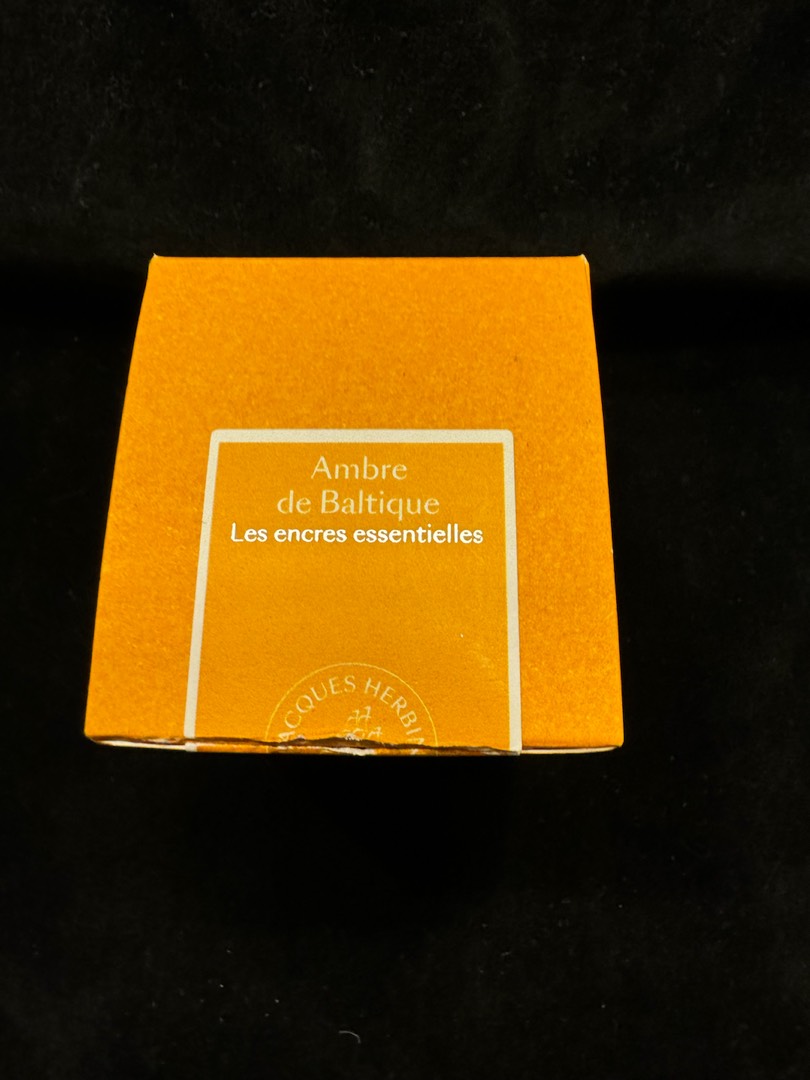 Ambre
de Baltique
Les encres essentielles
JACQUES HERBIN